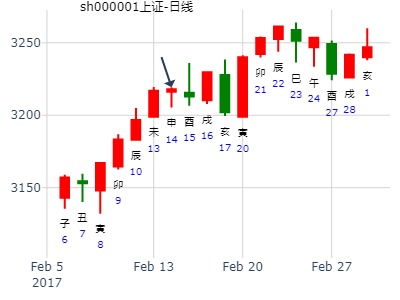 sh000001上证-日线
3250
3200
3150
子
6
丑
7
寅
8
卯
9
辰
10
未
13
申
14
酉
15
戌
16
亥
17
寅
20
卯
21
辰
22
巳
23
午
24
酉
27
戌
28
亥
1
Feb 5
2017
Feb 13
Feb 20
Feb 27